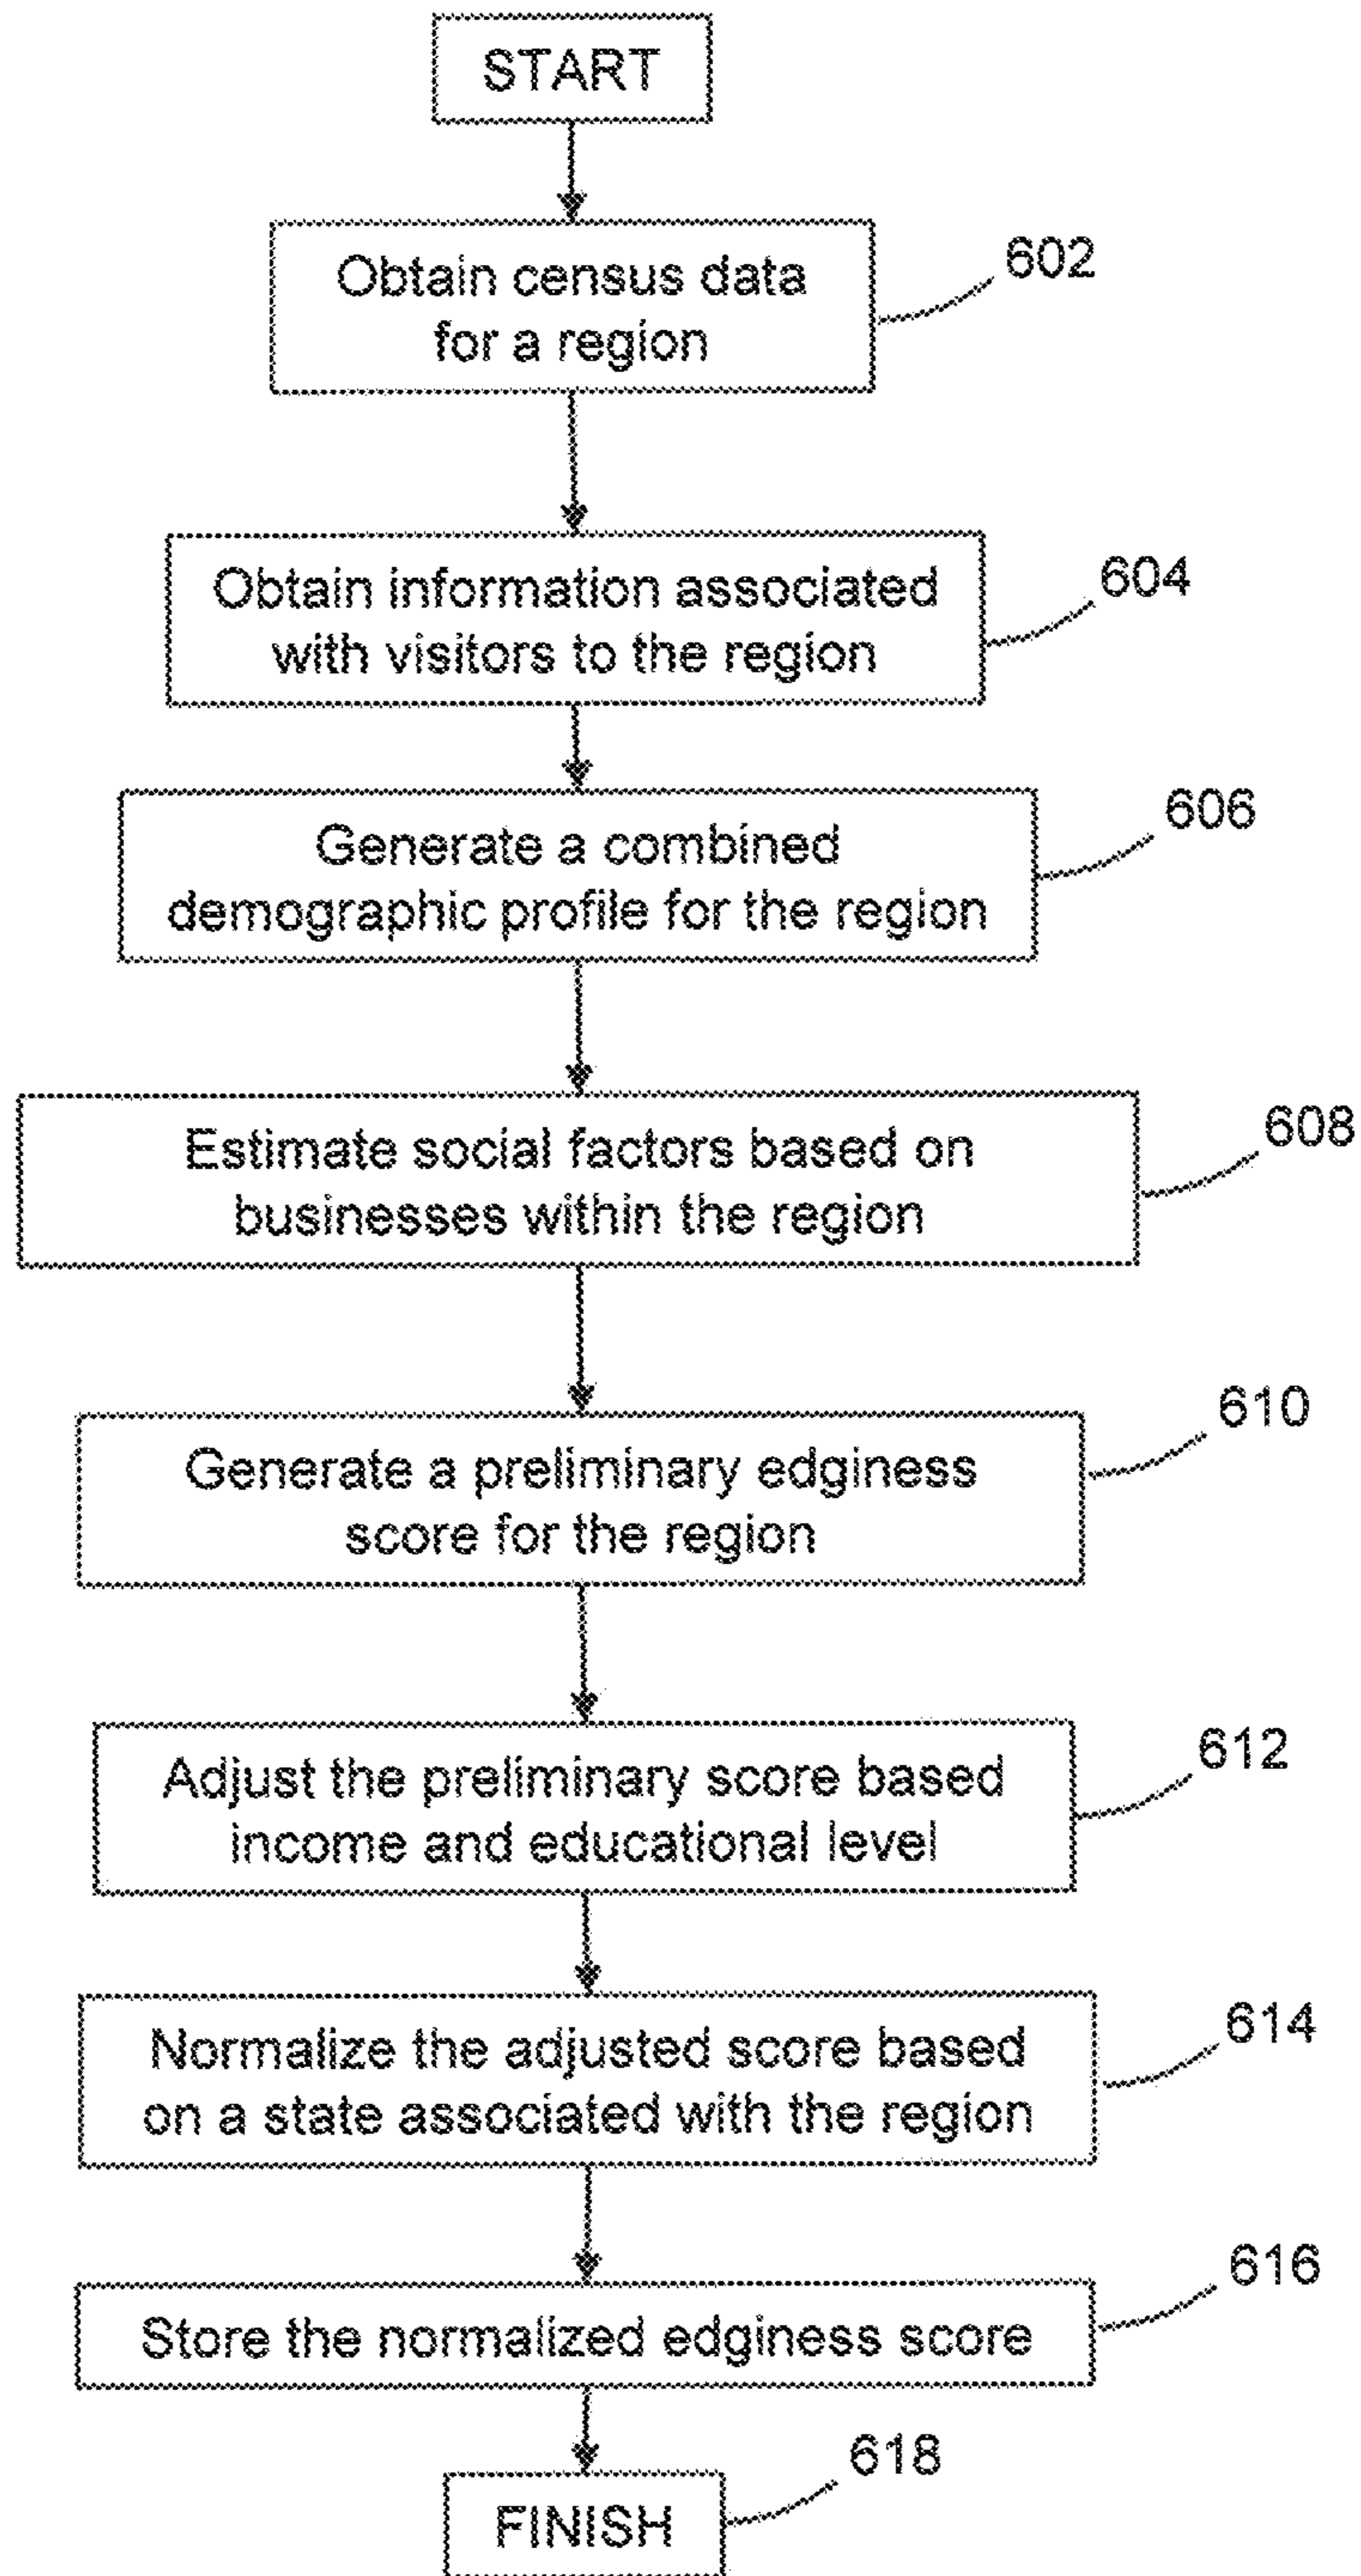 START
Obtain census data
for a region
602
Obtain information associated
with visitors to the region
604
Generate a combined
demographic profile for the region
606
Estimate social factors based on
businesses within the region
608
Generate a preliminary edginess
score for the region
610
Adjust the preliminary score based
income and educational level
612
Normalize the adjusted score based
on a state associated with the region
614
Store the normalized edginess score
616
FINISH
618